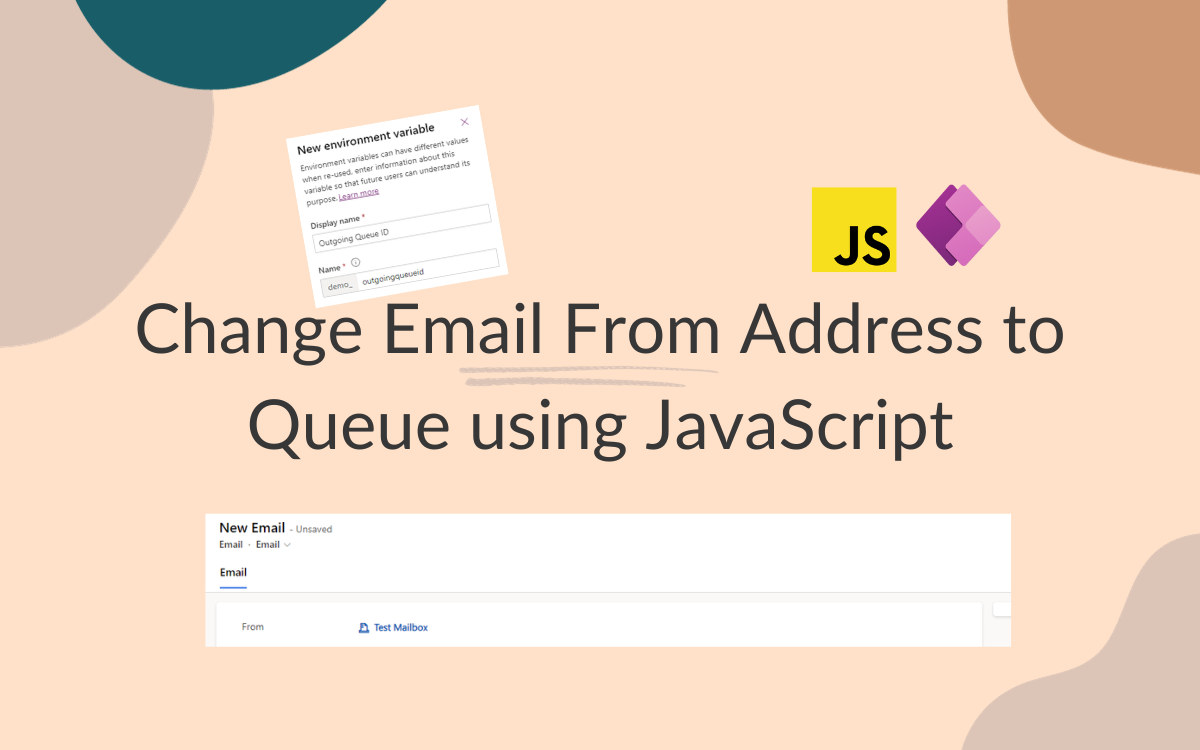 New environment variable
Environment variables can have different values
when re-used, enter information about this
variable so that future users can understand its
purpose. Learn more
Display name *
Outgoing Queue ID
Name *
demo_ outgoingqueueid
JS
Change Email From Address to
Queue using JavaScript
New Email - Unsaved
Email · Email
Email
From Test Mailbox